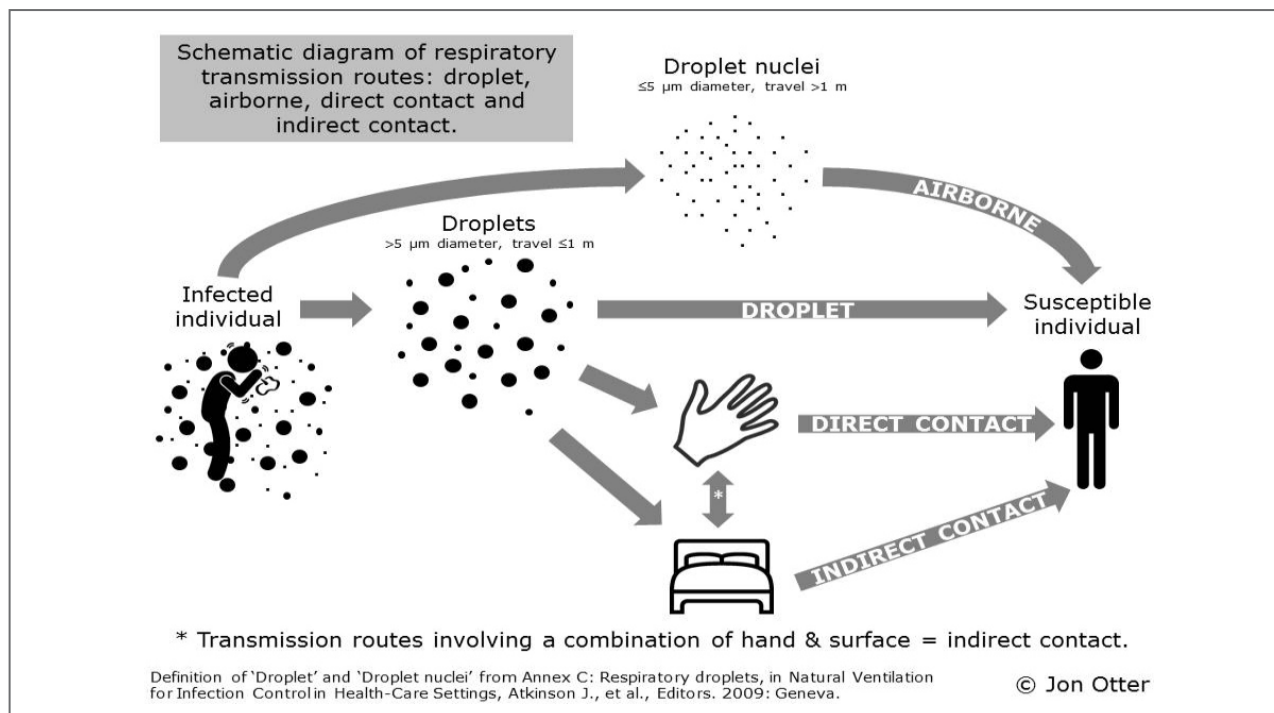 Schematic diagram of respiratory
transmission routes: droplet,
airborne, direct contact and
indirect contact.
Droplet nuclei
≤5 µm diameter, travel >1 m
AIRBORNE
Droplets
>5 µm diameter, travel ≤1 m
Infected
individual
DROPLET
Susceptible
individual
DIRECT CONTACT
*
INDIRECT CONTACT
* Transmission routes involving a combination of hand & surface = indirect contact.
Definition of 'Droplet' and 'Droplet nuclei' from Annex C: Respiratory droplets, in Natural Ventilation
for Infection Control in Health-Care Settings, Atkinson J., et al., Editors. 2009: Geneva.
© Jon Otter